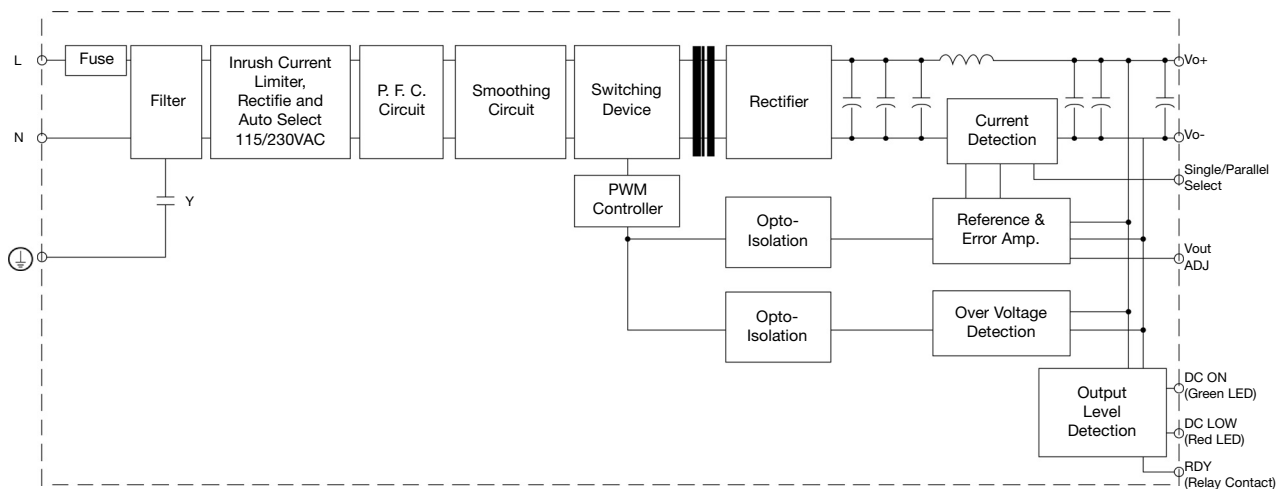 L
Fuse
Filter
Inrush Current
Limiter,
Rectifie and
Auto Select
115/230VAC
P. F. C.
Circuit
Smoothing
Circuit
Switching
Device
Rectifier
Vo+
N
Current
Detection
Vo-
Single/Parallel
Select
PWM
Controller
Y
Opto-
Isolation
Reference &
Error Amp.
Vout
ADJ
Opto-
Isolation
Over Voltage
Detection
Output
Level
Detection
DC ON
(Green LED)
DC LOW
(Red LED)
RDY
(Relay Contact)